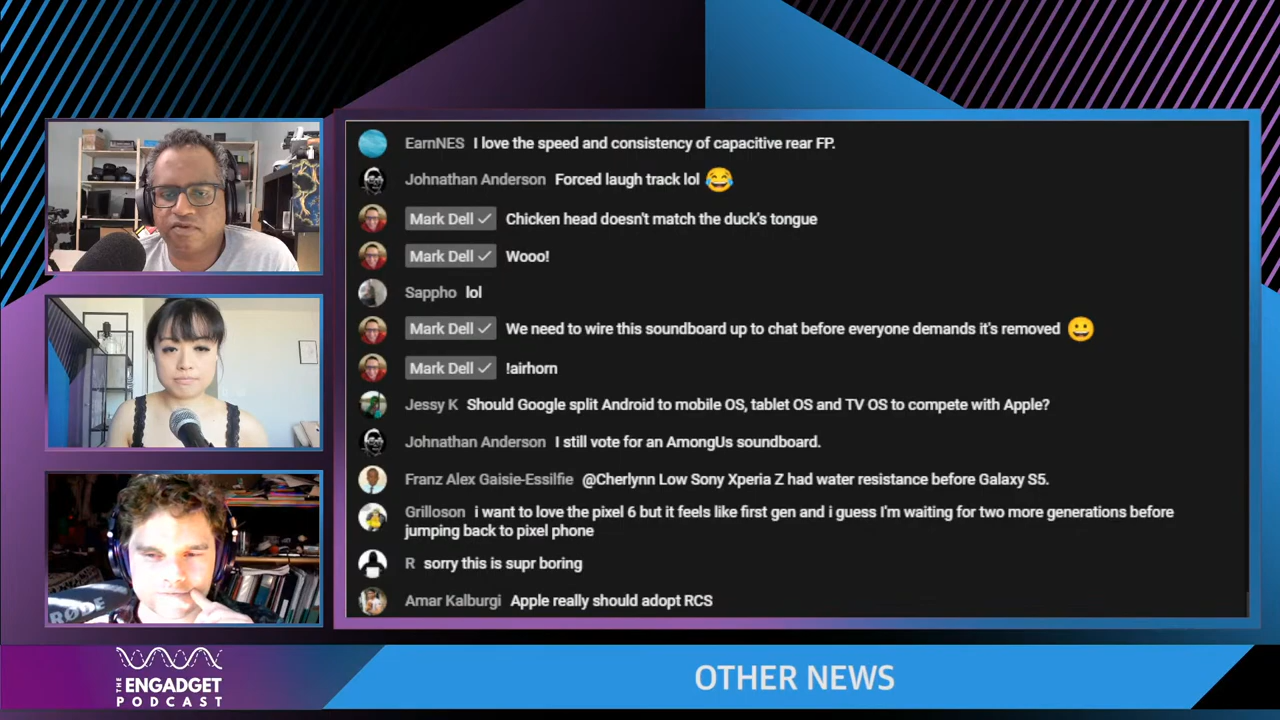 EarnNES I love the speed and consistency of capacitive rear FP.
Johnathan Anderson Forced laugh track lol 😂
Mark Dell ✓ Chicken head doesn't match the duck's tongue
Mark Dell ✓ Wooo!
Sappho lol
Mark Dell ✓ We need to wire this soundboard up to chat before everyone demands it's removed 😀
Mark Dell ✓ !airhorn
Jessy K Should Google split Android to mobile OS, tablet OS and TV OS to compete with Apple?
Johnathan Anderson I still vote for an AmongUs soundboard.
Franz Alex Gaisie-Essilfie @Cherlynn Low Sony Xperia Z had water resistance before Galaxy S5.
Grilloson i want to love the pixel 6 but it feels like first gen and i guess I'm waiting for two more generations before
jumping back to pixel phone
R sorry this is supr boring
Amar Kalburgi Apple really should adopt RCS
RØDE
THE ENGADGET
PODCAST
OTHER NEWS